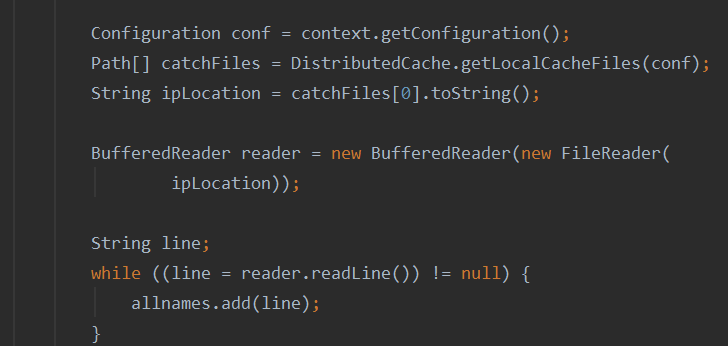 Configuration conf = context.getConfiguration();
Path[] catchFiles = DistributedCache.getLocalCacheFiles(conf);
String ipLocation = catchFiles[0].toString();
BufferedReader reader = new BufferedReader(new FileReader(
ipLocation));
String line;
while ((line = reader.readLine()) != null) {
allnames.add(line);
}